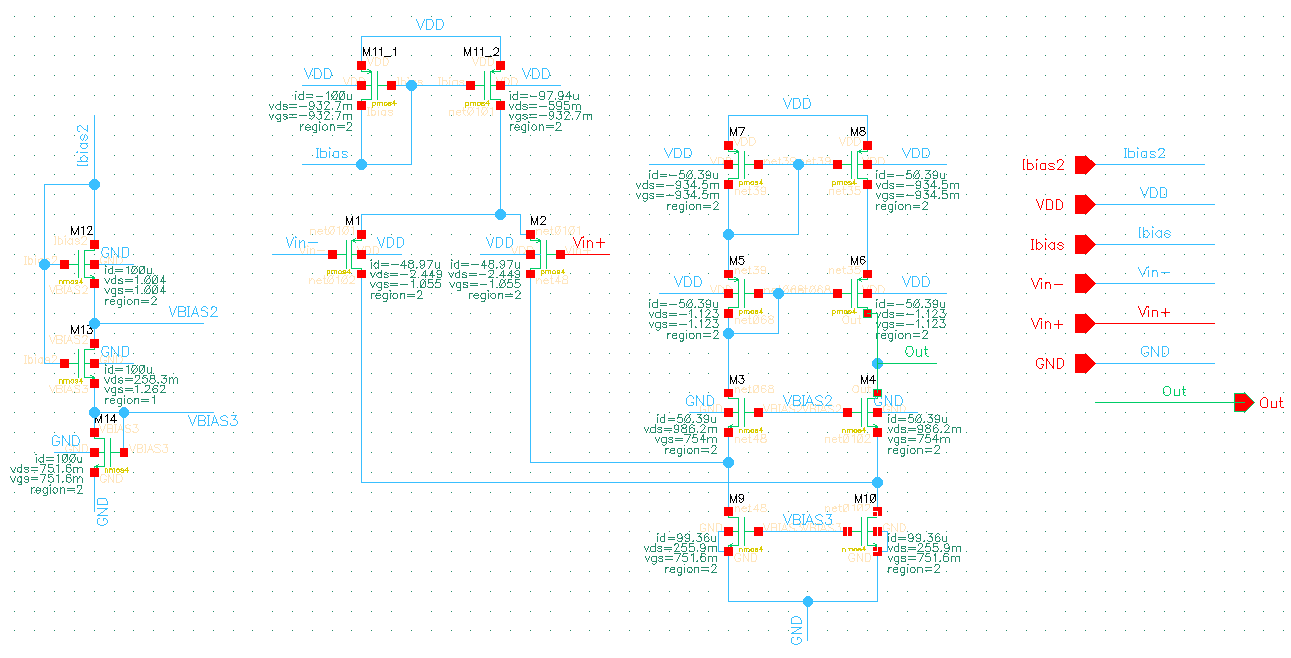 VDD
M11_1
M11_2
VDD
VDD
id=-100u
vds=-932.7m
vgs=-932.7m
region=2
pmos4
id=-97.94u
vds=-595m
vgs=-932.7m
region=2
pmos4
Ibias
Ibias2
M12
GND
id=100u
vds=1.004
vgs=1.004
region=2
nmos4
VBIAS2
M13
GND
id=100u
vds=258.3m
vgs=1.262
region=1
nmos4
VBIAS3
M14
GND
id=100u
vds=751.6m
vgs=751.6m
region=2
nmos4
VBIAS3
GND
GND
M1
Vin-
VDD
id=-48.97u
vds=-2.449
vgs=-1.055
region=2
pmos4
M2
VDD
Vin+
id=-48.97u
vds=-2.449
vgs=-1.055
region=2
pmos4
VDD
M7
M8
VDD
VDD
id=-50.39u
vds=-934.5m
vgs=-934.5m
region=2
pmos4
id=-50.39u
vds=-934.5m
vgs=-934.5m
region=2
pmos4
M5
M6
VDD
VDD
id=-50.39u
vds=-1.123
vgs=-1.123
region=2
pmos4
id=-50.39u
vds=-1.123
vgs=-1.123
region=2
pmos4
Out
M3
M4
GND
VBIAS2
GND
id=50.39u
vds=986.2m
vgs=754m
region=2
nmos4
id=50.39u
vds=986.2m
vgs=754m
region=2
nmos4
M9
M10
VBIAS3
id=99.36u
vds=255.9m
vgs=751.6m
region=2
nmos4
id=99.36u
vds=255.9m
vgs=751.6m
region=2
nmos4
GND
Ibias2 Ibias2
VDD VDD
Ibias Ibias
Vin- Vin-
Vin+ Vin+
GND GND
Out Out